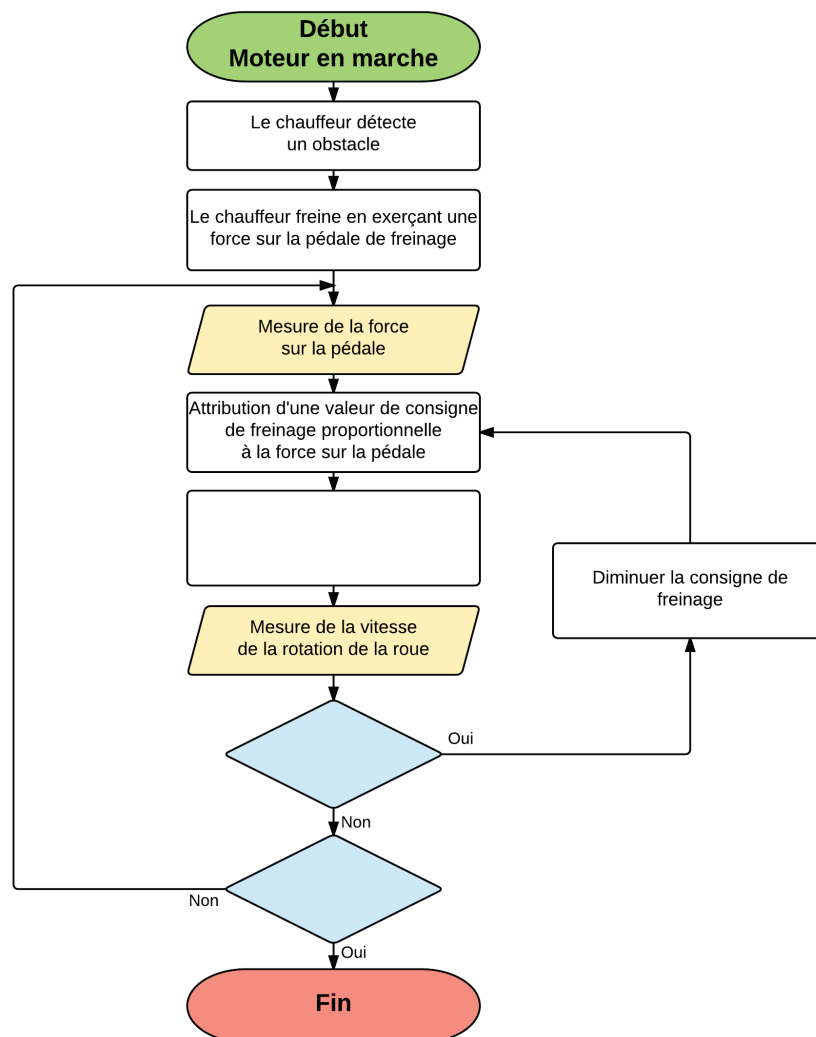 Début
Moteur en marche
Le chauffeur détecte
un obstacle
Le chauffeur freine en exerçant une
force sur la pédale de freinage
Mesure de la force
sur la pédale
Attribution d'une valeur de consigne
de freinage proportionnelle
à la force sur la pédale
Diminuer la consigne de
freinage
Mesure de la vitesse
de la rotation de la roue
Oui
Non
Non
Oui
Fin